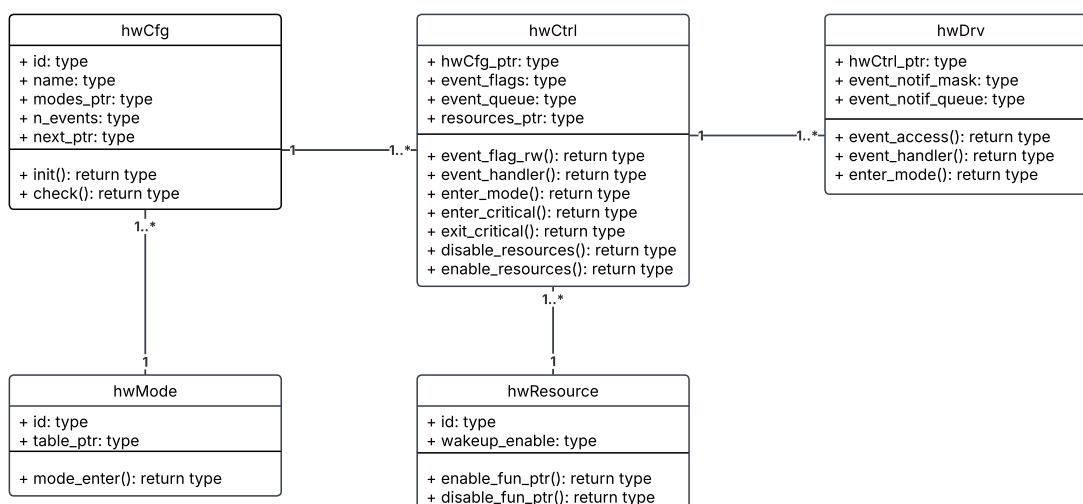 hwCfg
+ id: type
+ name: type
+ modes_ptr: type
+ n_events: type
+ next_ptr: type
+ init(): return type
+ check(): return type
1
1..*
hwCtrl
+ hwCfg_ptr: type
+ event_flags: type
+ event_queue: type
+ resources_ptr: type
+ event_flag_rw(): return type
+ event_handler(): return type
+ enter_mode(): return type
+ enter_critical(): return type
+ exit_critical(): return type
+ disable_resources(): return type
+ enable_resources(): return type
1
1..*
hwDrv
+ hwCtrl_ptr: type
+ event_notif_mask: type
+ event_notif_queue: type
+ event_access(): return type
+ event_handler(): return type
+ enter_mode(): return type
1..*
1
hwMode
+ id: type
+ table_ptr: type
+ mode_enter(): return type
1..*
1
hwResource
+ id: type
+ wakeup_enable: type
+ enable_fun_ptr(): return type
+ disable_fun_ptr(): return type